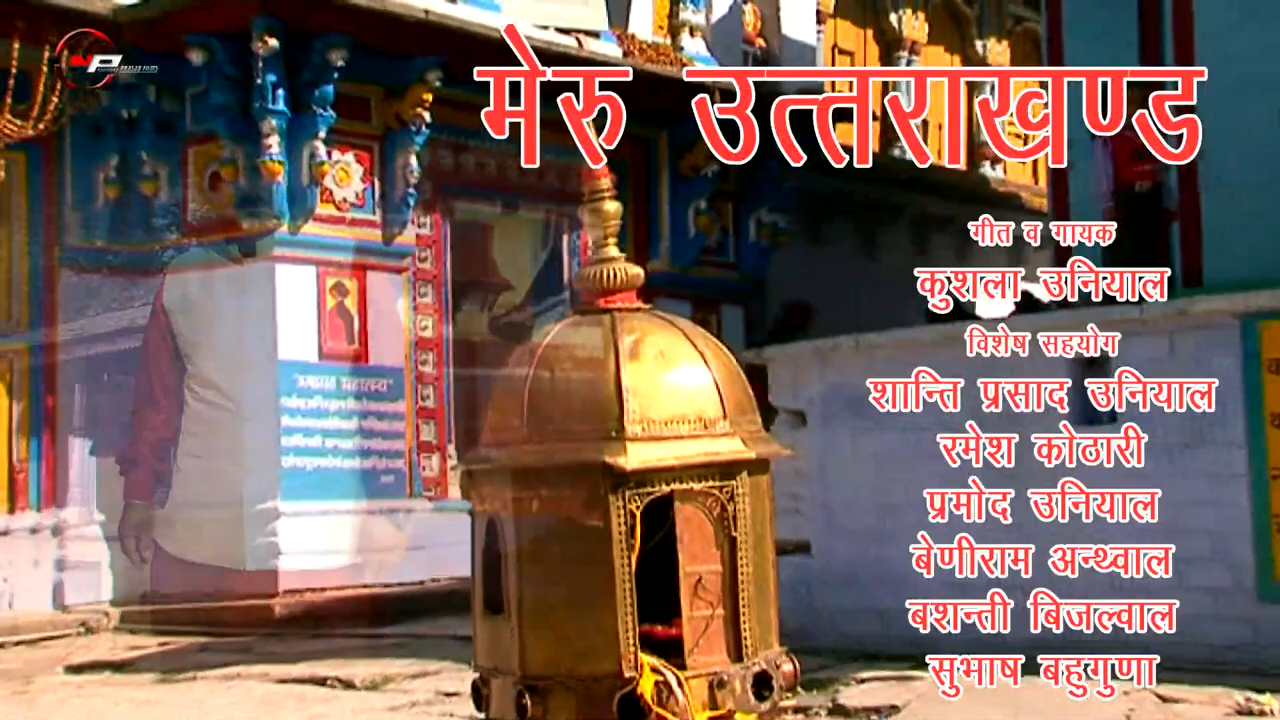 मेरु उत्तराखण्ड
गीत व गायक
कुशला उनियाल
विशेष सहयोग
शान्ति प्रसाद उनियाल
रमेश कोठारी
प्रमोद उनियाल
बेणीराम अन्थ्वाल
बशन्ती बिजल्वाल
सुभाष बहुगुणा